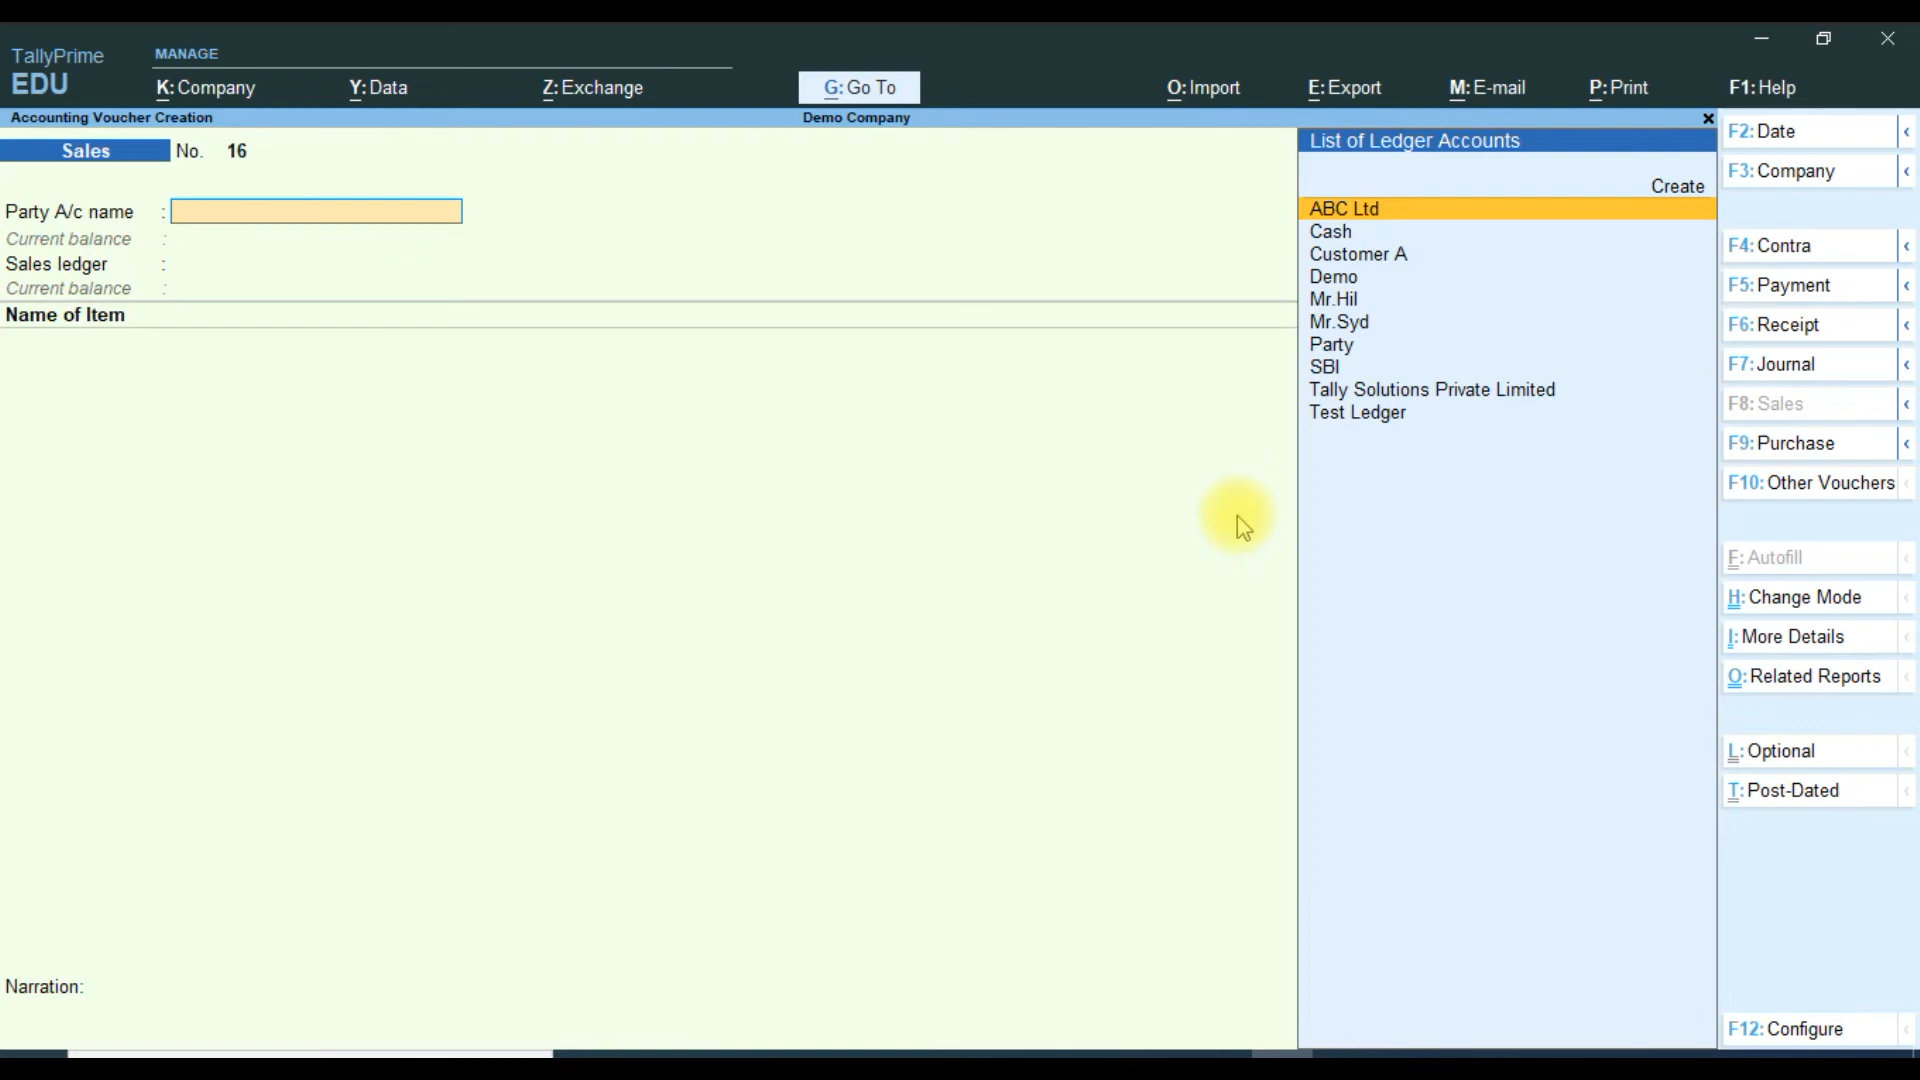 TallyPrime
EDU
MANAGE
K: Company
Y: Data
Z: Exchange
G: Go To
O: Import
E: Export
M: E-mail
P: Print
F1: Help
Accounting Voucher Creation
Demo Company
Sales No. 16
Party A/c name :
Current balance :
Sales ledger :
Current balance :
Name of Item
Narration:
List of Ledger Accounts
Create
ABC Ltd
Cash
Customer A
Demo
Mr.Hil
Mr.Syd
Party
SBI
Tally Solutions Private Limited
Test Ledger
F2: Date
F3: Company
F4: Contra
F5: Payment
F6: Receipt
F7: Journal
F8: Sales
F9: Purchase
F10: Other Vouchers
F: Autofill
H: Change Mode
I: More Details
O: Related Reports
L: Optional
T: Post-Dated
F12: Configure